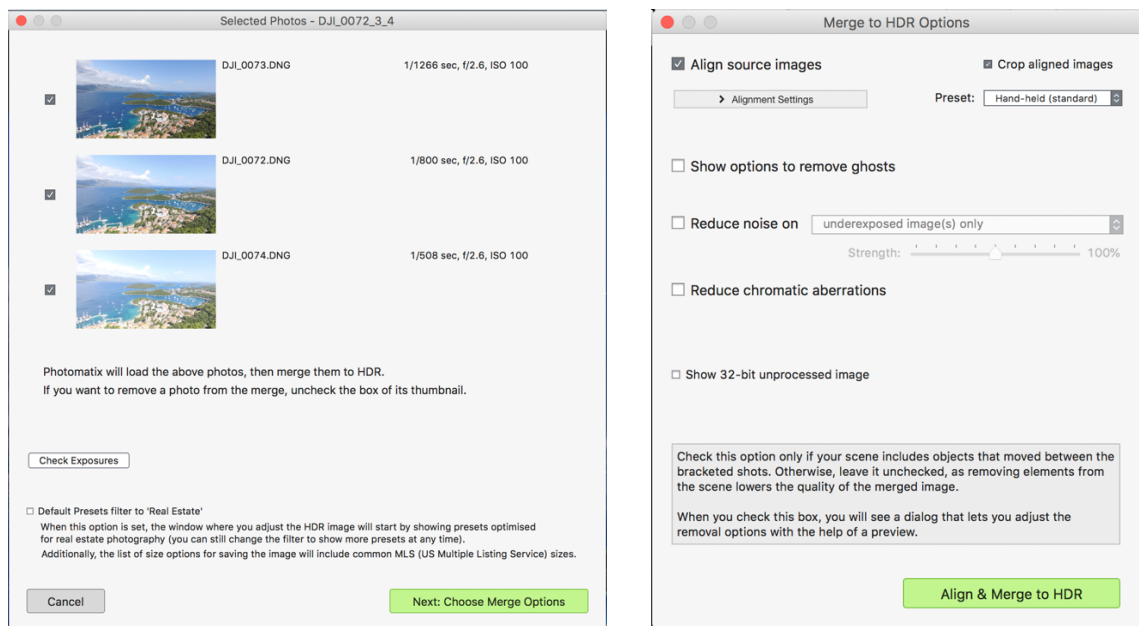 Selected Photos - DJI_0072_3_4
DJI_0073.DNG 1/1266 sec, f/2.6, ISO 100
DJI_0072.DNG 1/800 sec, f/2.6, ISO 100
DJI_0074.DNG 1/508 sec, f/2.6, ISO 100
Photomatix will load the above photos, then merge them to HDR.
If you want to remove a photo from the merge, uncheck the box of its thumbnail.
Check Exposures
Default Presets filter to 'Real Estate'
When this option is set, the window where you adjust the HDR image will start by showing presets optimised
for real estate photography (you can still change the filter to show more presets at any time).
Additionally, the list of size options for saving the image will include common MLS (US Multiple Listing Service) sizes.
Cancel
Next: Choose Merge Options
Merge to HDR Options
Align source images
Crop aligned images
Alignment Settings
Preset: Hand-held (standard)
Show options to remove ghosts
Reduce noise on underexposed image(s) only
Strength: 100%
Reduce chromatic aberrations
Show 32-bit unprocessed image
Check this option only if your scene includes objects that moved between the
bracketed shots. Otherwise, leave it unchecked, as removing elements from
the scene lowers the quality of the merged image.
When you check this box, you will see a dialog that lets you adjust the
removal options with the help of a preview.
Align & Merge to HDR